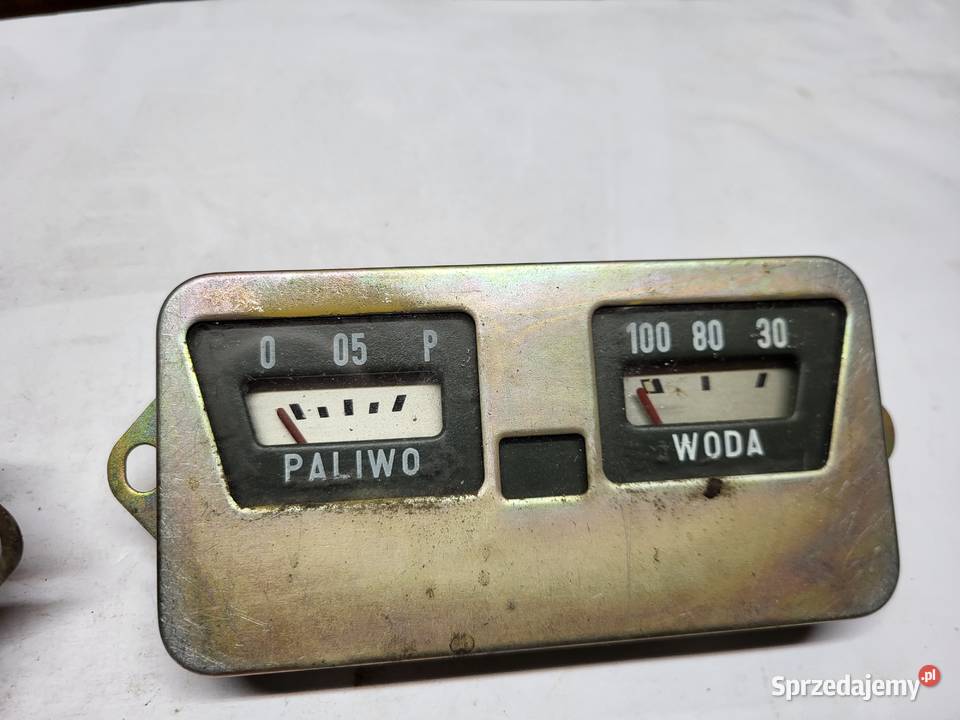 0 05 P
PALIWO
100 80 30
WODA
Sprzedajemy.pl